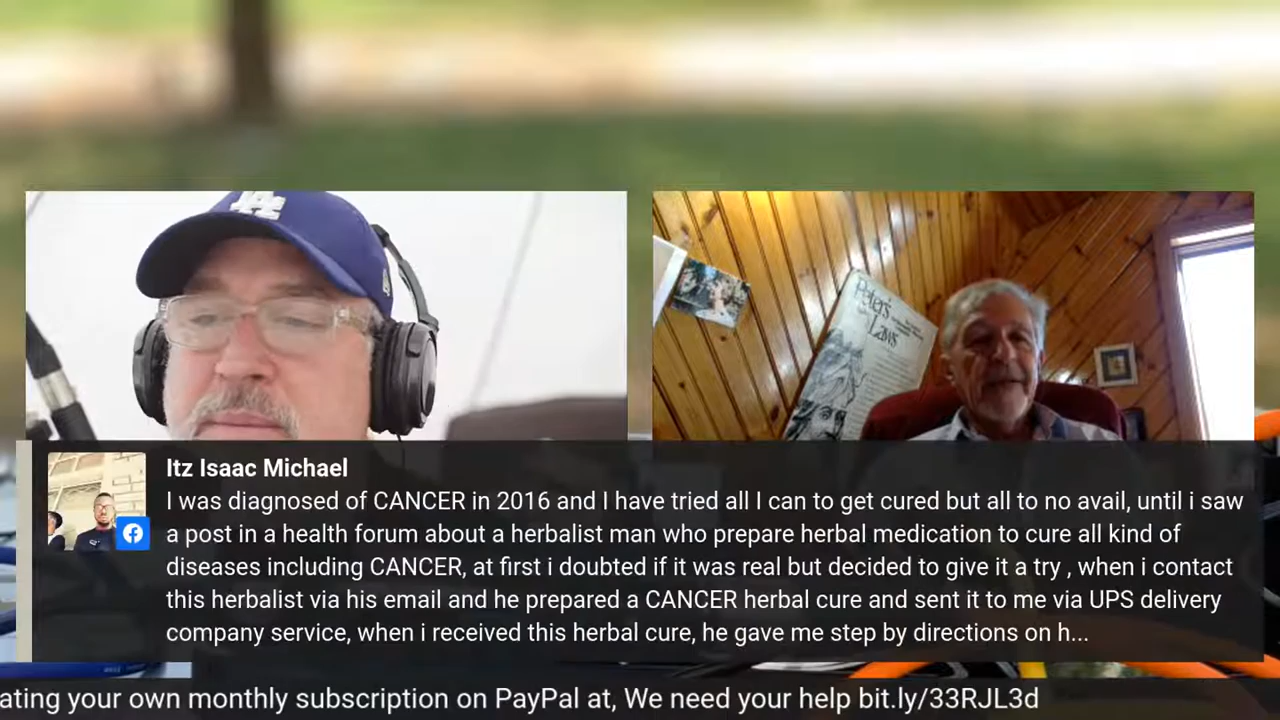 LA
Peter's
Laws
Itz Isaac Michael
I was diagnosed of CANCER in 2016 and I have tried all I can to get cured but all to no avail, until i saw
a post in a health forum about a herbalist man who prepare herbal medication to cure all kind of
diseases including CANCER, at first i doubted if it was real but decided to give it a try , when i contact
this herbalist via his email and he prepared a CANCER herbal cure and sent it to me via UPS delivery
company service, when i received this herbal cure, he gave me step by directions on h...
ating your own monthly subscription on PayPal at, We need your help bit.ly/33RJL3d